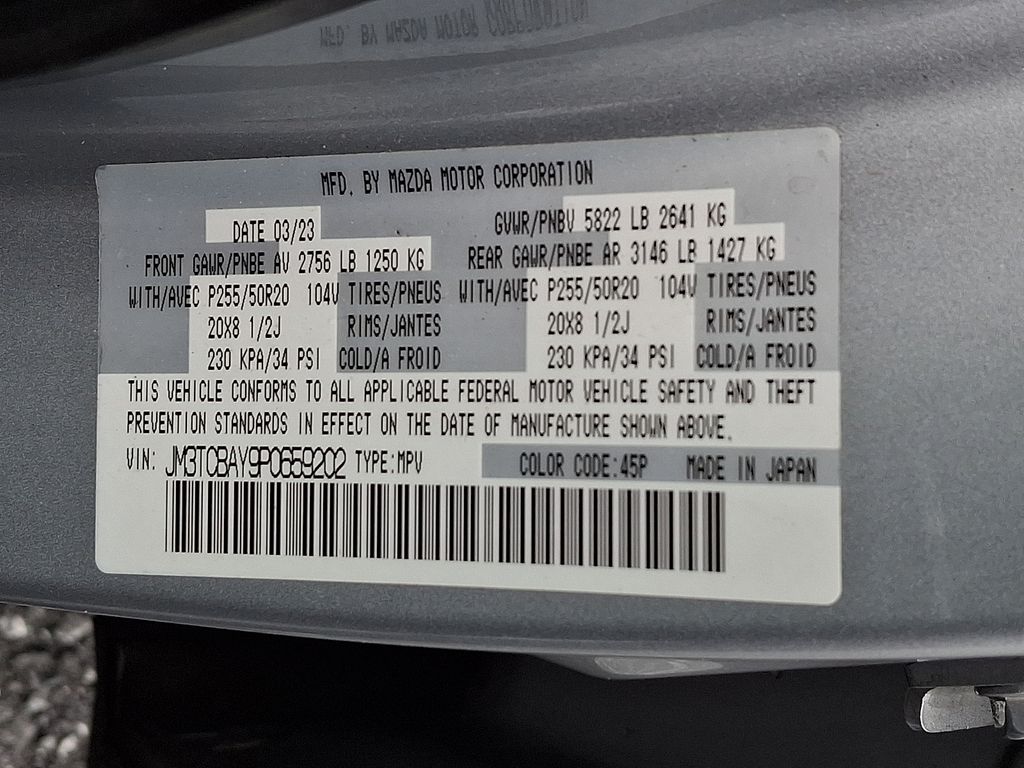 MFD. BY MAZDA MOTOR CORPORATION
DATE 03/23 GVWR/PNBV 5822 LB 2641 KG
FRONT GAWR/PNBE AV 2756 LB 1250 KG REAR GAWR/PNBE AR 3146 LB 1427 KG
WITH/AVEC P255/50R20 104V TIRES/PNEUS WITH/AVEC P255/50R20 104V TIRES/PNEUS
20X8 1/2J RIMS/JANTES 20X8 1/2J RIMS/JANTES
230 KPA/34 PSI COLD/A FROID 230 KPA/34 PSI COLD/A FROID
THIS VEHICLE CONFORMS TO ALL APPLICABLE FEDERAL MOTOR VEHICLE SAFETY AND THEFT
PREVENTION STANDARDS IN EFFECT ON THE DATE OF MANUFACTURE SHOWN ABOVE.
VIN: JM3TCBAY9P0659202 TYPE:MPV COLOR CODE:45P MADE IN JAPAN